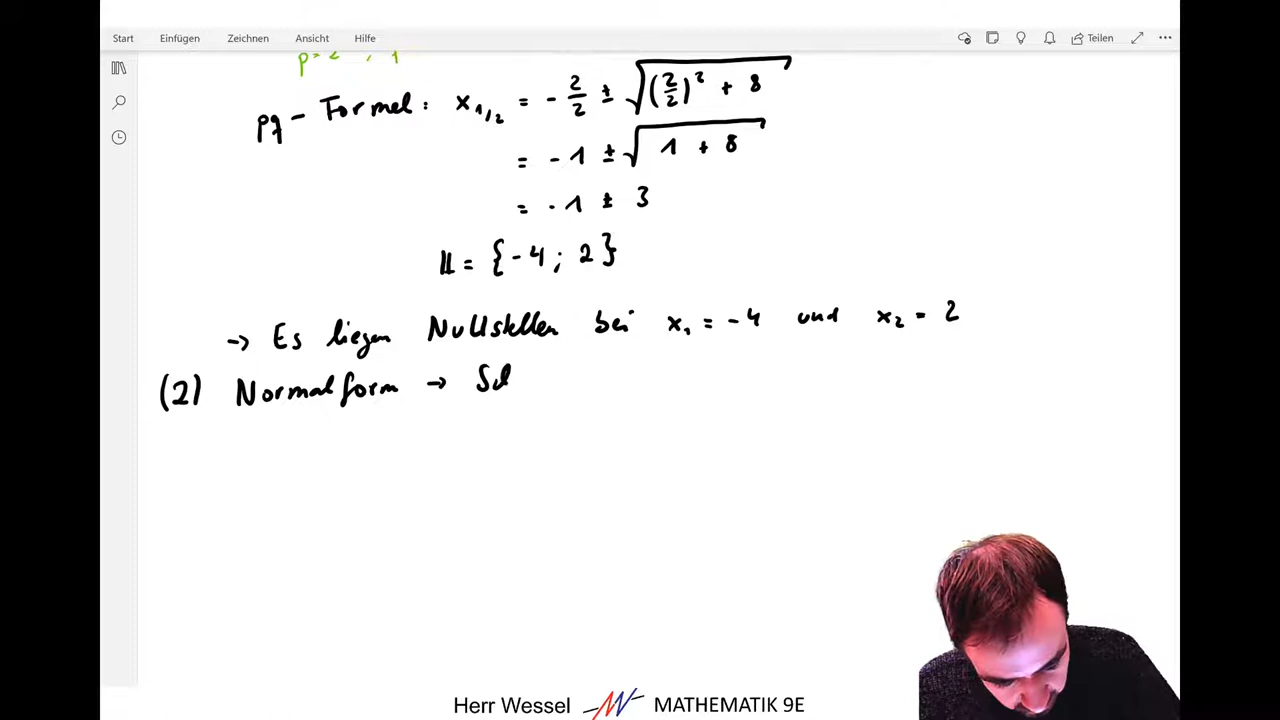 Start Einfügen Zeichnen Ansicht Hilfe Teilen
pq-Formel: x₁/₂ = - 2/2 ± √((2/2)² + 8)
= -1 ± √(1 + 8)
= -1 ± 3
𝕃 = {-4; 2}
→ Es liegen Nullstellen bei x₁ = -4 und x₂ = 2
(2) Normalform →
Herr Wessel MATHEMATIK 9E